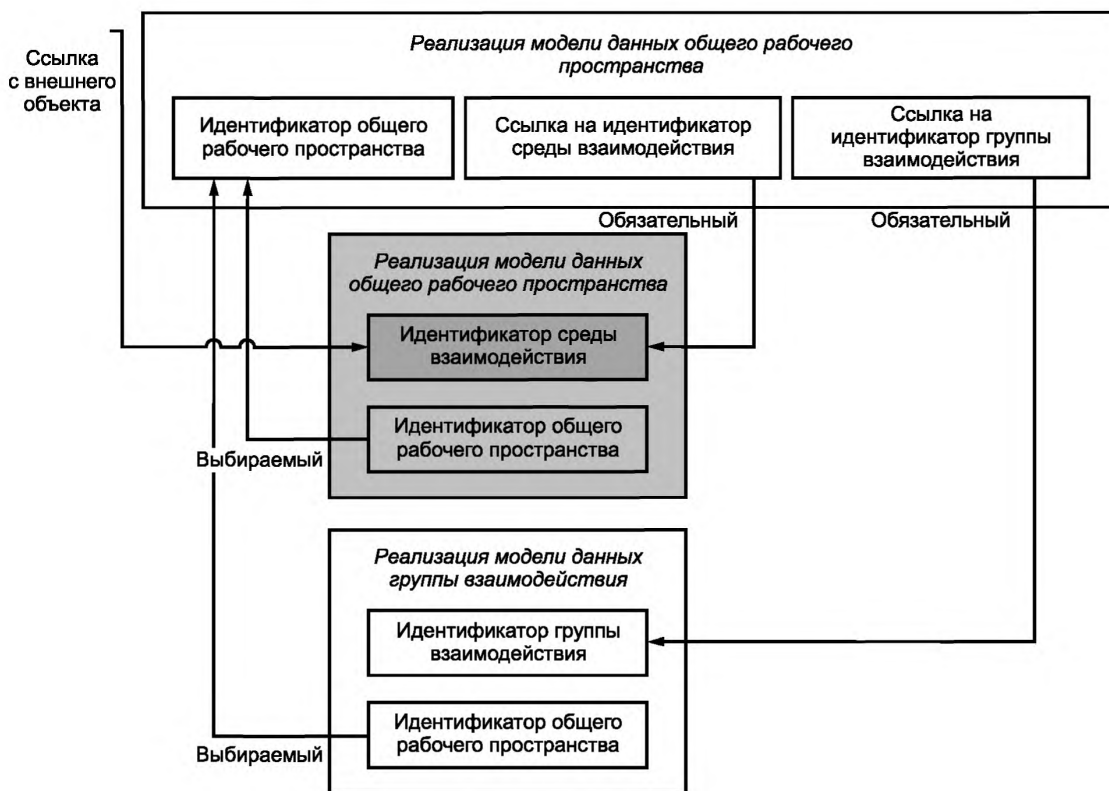 Реализация модели данных общего рабочего
пространства
Ссылка
с внешнего
объекта
Идентификатор общего
рабочего пространства
Ссылка на идентификатор
среды взаимодействия
Ссылка на
идентификатор группы
взаимодействия
Обязательный
Обязательный
Реализация модели данных
общего рабочего пространства
Идентификатор среды
взаимодействия
Идентификатор общего
рабочего пространства
Выбираемый
Реализация модели данных
группы взаимодействия
Идентификатор группы
взаимодействия
Идентификатор общего
рабочего пространства
Выбираемый